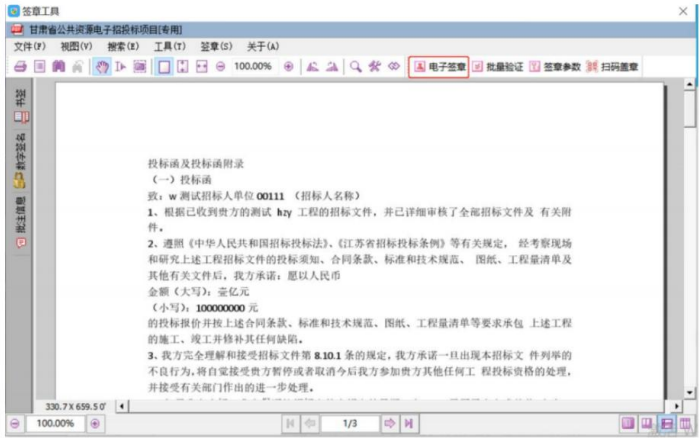 签章工具
甘肃省公共资源电子招投标项目[专用]
文件(F) 视图(V) 搜索(E) 工具(T) 签章(S) 关于(A)
100.00% 电子签章 批量验证 签章参数 扫码盖章
书签
数字签名
批注信息
投标函及投标函附录
（一）投标函
致：w 测试招标人单位 00111 （招标人名称）
1、根据已收到贵方的测试 hzy 工程的招标文件，并已详细审核了全部招标文件及 有关附
件。
2、遵照《中华人民共和国招标投标法》、《江苏省招标投标条例》等有关规定， 经考察现场
和研究上述工程招标文件的投标须知、合同条款、标准和技术规范、 图纸、工程量清单及
其他有关文件后，我方承诺：愿以人民币
金额（大写）：壹亿元
（小写）：100000000 元
的投标报价并按上述合同条款、标准和技术规范、图纸、工程量清单等要求承包 上述工程
的施工、竣工并修补其任何缺陷。
3、我方完全理解和接受招标文件第 8.10.1 条的规定，我方承诺一旦出现本招标文 件列举的
不良行为，将自觉接受贵方暂停或者取消今后我方参加贵方其他任何工 程投标资格的处理，
并接受有关部门作出的进一步处理。
330.7 X 659.5 0'
100.00% 1/3